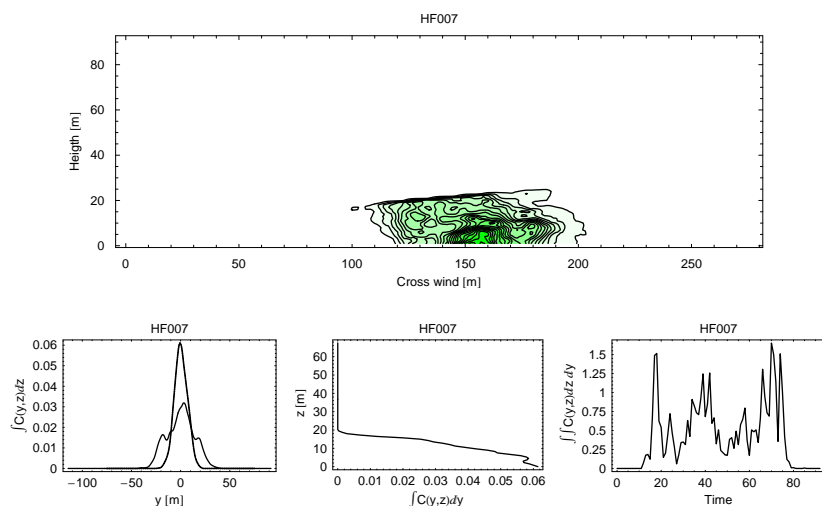 HF007
Heigth [m]
80
60
40
20
0
0 50 100 150 200 250
Cross wind [m]
HF007
∫C(y,z)dz
0.06
0.05
0.04
0.03
0.02
0.01
0
−100 −50 0 50
y [m]
HF007
z [m]
60
50
40
30
20
10
0
0 0.01 0.02 0.03 0.04 0.05 0.06
∫C(y,z)dy
HF007
∫∫C(y,z)dz dy
1.5
1.25
1
0.75
0.5
0.25
0
0 20 40 60 80
Time